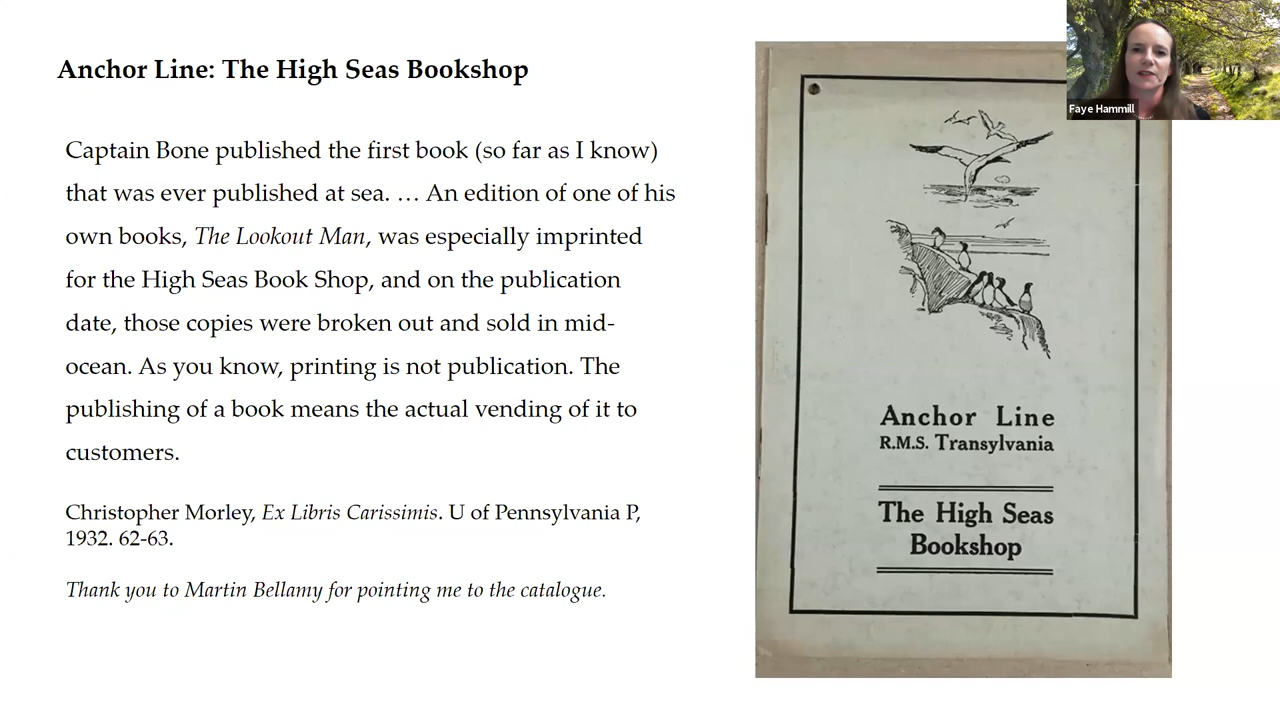 Anchor Line: The High Seas Bookshop
Captain Bone published the first book (so far as I know)
that was ever published at sea. … An edition of one of his
own books, The Lookout Man, was especially imprinted
for the High Seas Book Shop, and on the publication
date, those copies were broken out and sold in mid-
ocean. As you know, printing is not publication. The
publishing of a book means the actual vending of it to
customers.
Christopher Morley, Ex Libris Carissimis. U of Pennsylvania P,
1932. 62-63.
Thank you to Martin Bellamy for pointing me to the catalogue.
Faye Hammill
Anchor Line
R.M.S. Transylvania
The High Seas
Bookshop